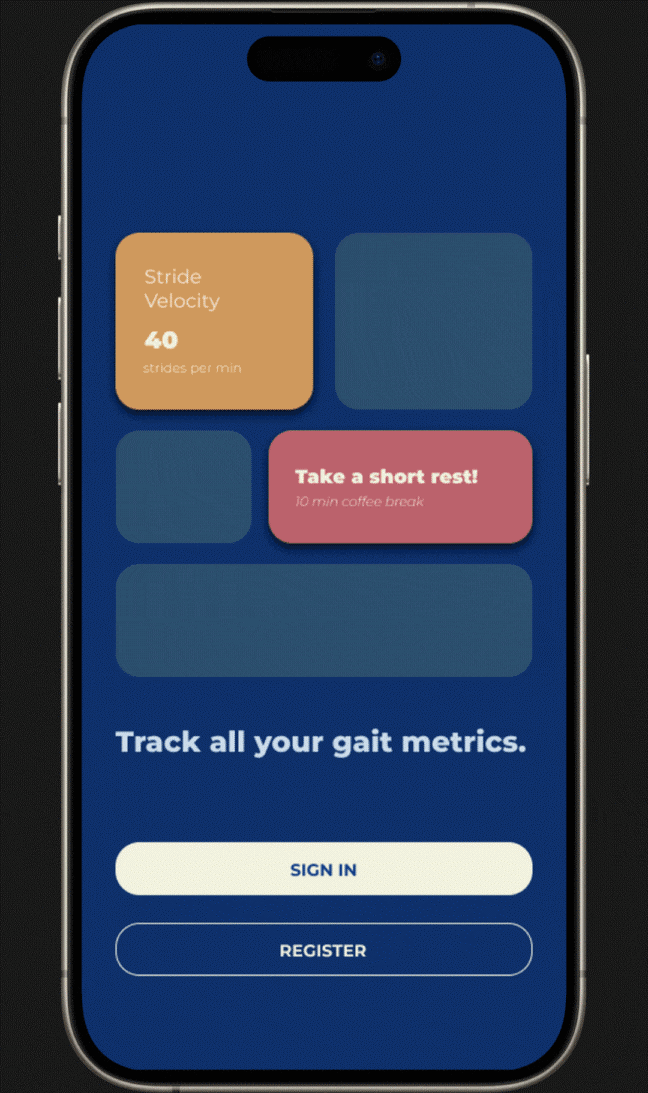 Stride
Velocity
40
strides per min
Take a short rest!
10 min coffee break
Track all your gait metrics.
SIGN IN
REGISTER